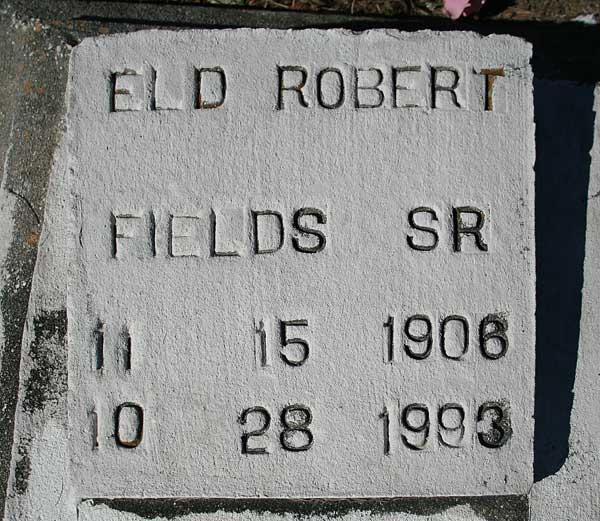 ELD ROBERT
FIELDS SR
11 15 1906
10 28 1993